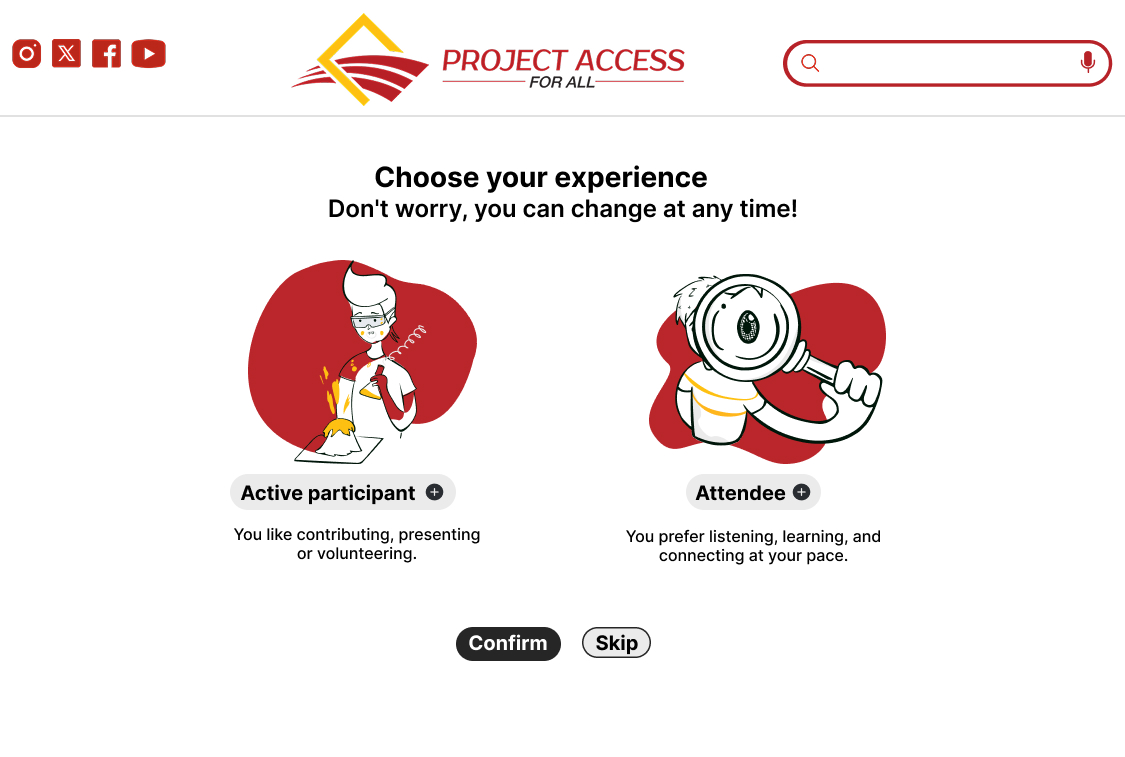 PROJECT ACCESS
FOR ALL
Choose your experience
Don't worry, you can change at any time!
Active participant
Attendee
You like contributing, presenting
or volunteering.
You prefer listening, learning, and
connecting at your pace.
Confirm
Skip